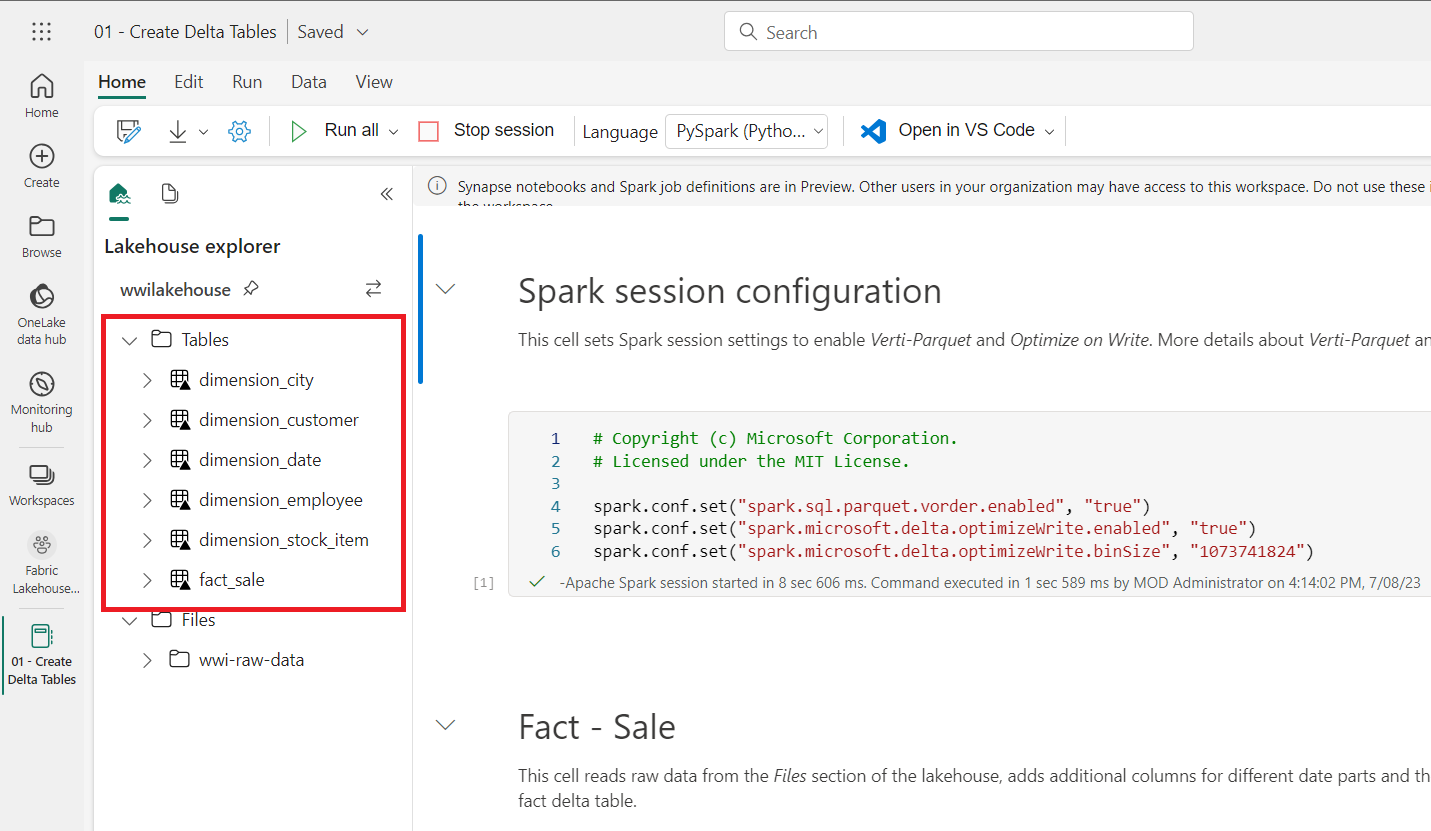 01 - Create Delta Tables
Saved
Search
Home
Edit
Run
Data
View
Run all
Stop session
Language
PySpark (Pytho...
Open in VS Code
Home
Create
Browse
OneLake
data hub
Monitoring
hub
Workspaces
Fabric
Lakehouse...
01 - Create
Delta Tables
Lakehouse explorer
wwilakehouse
Tables
dimension_city
dimension_customer
dimension_date
dimension_employee
dimension_stock_item
fact_sale
Files
wwi-raw-data
Synapse notebooks and Spark job definitions are in Preview. Other users in your organization may have access to this workspace. Do not use these
the workspace
Spark session configuration
This cell sets Spark session settings to enable Verti-Parquet and Optimize on Write. More details about Verti-Parquet an
1 # Copyright (c) Microsoft Corporation.
2 # Licensed under the MIT License.
3
4 spark.conf.set("spark.sql.parquet.vorder.enabled", "true")
5 spark.conf.set("spark.microsoft.delta.optimizeWrite.enabled", "true")
6 spark.conf.set("spark.microsoft.delta.optimizeWrite.binSize", "1073741824")
[1] -Apache Spark session started in 8 sec 606 ms. Command executed in 1 sec 589 ms by MOD Administrator on 4:14:02 PM, 7/08/23
Fact - Sale
This cell reads raw data from the Files section of the lakehouse, adds additional columns for different date parts and th
fact delta table.